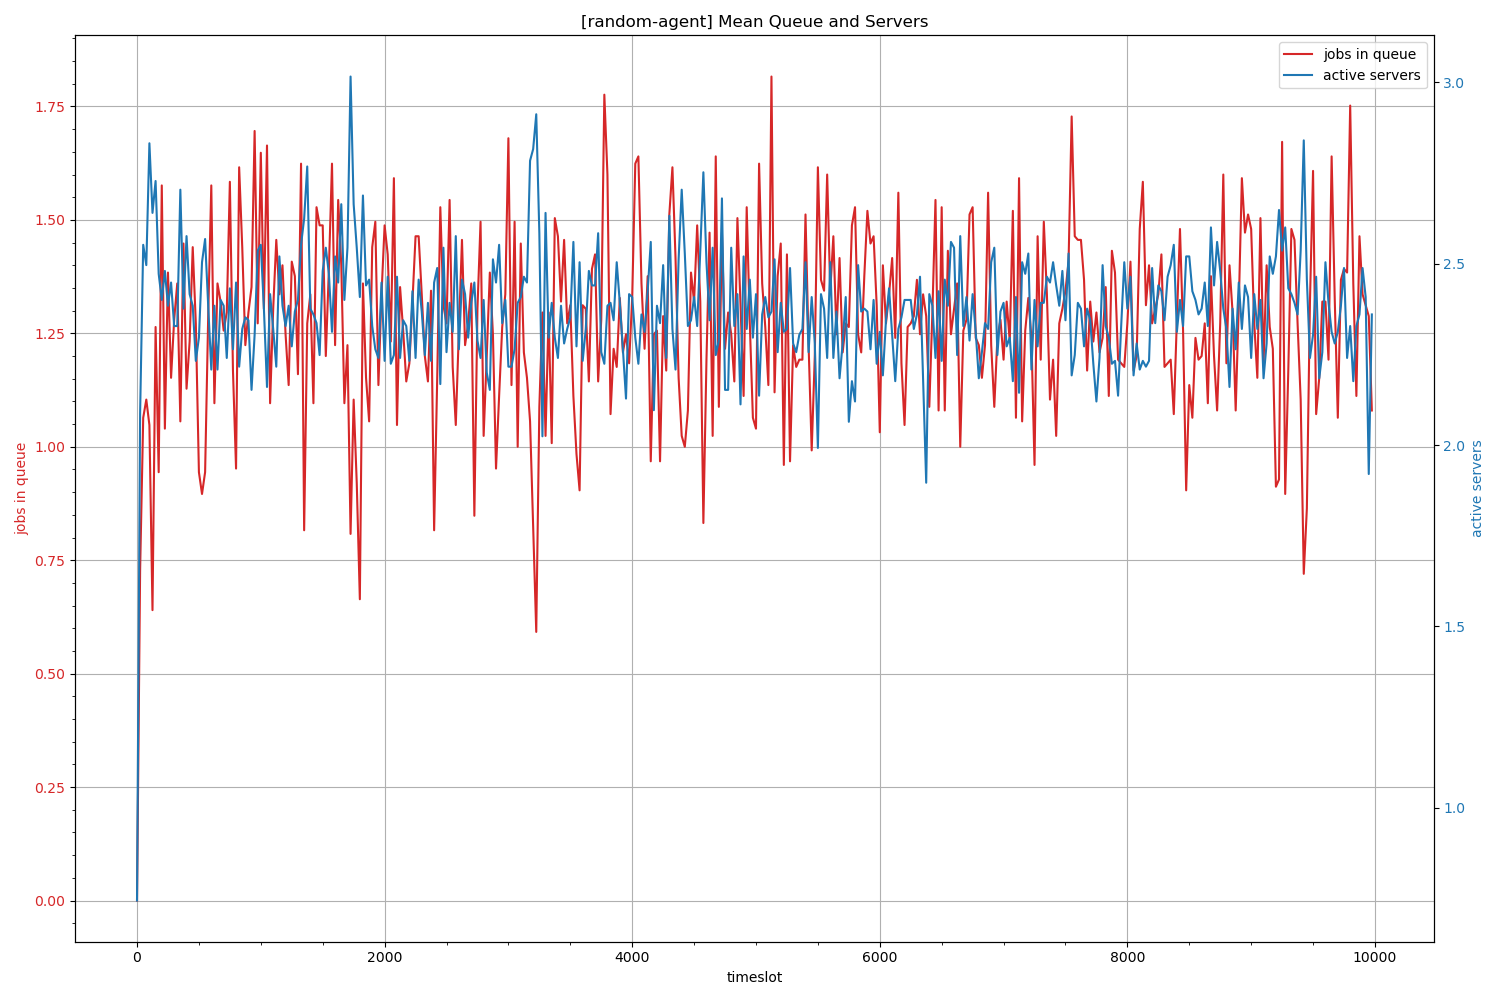 [random-agent] Mean Queue and Servers
jobs in queue
active servers
1.75
1.50
1.25
1.00
0.75
0.50
0.25
0.00
jobs in queue
3.0
2.5
2.0
1.5
1.0
active servers
0 2000 4000 6000 8000 10000
timeslot